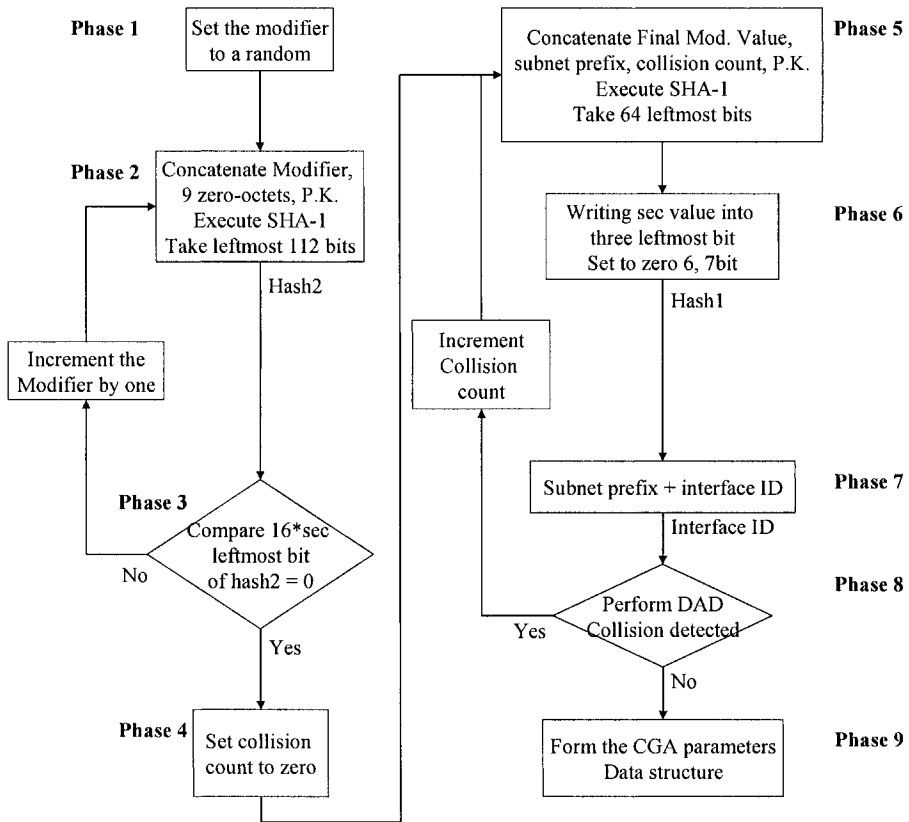 Phase 1
Set the modifier
to a random
Phase 2
Concatenate Modifier,
9 zero-octets, P.K.
Execute SHA-1
Take leftmost 112 bits
Hash2
Increment the
Modifier by one
Phase 3
Compare 16*sec
leftmost bit
of hash2 = 0
No
Yes
Phase 4
Set collision
count to zero
Phase 5
Concatenate Final Mod. Value,
subnet prefix, collision count, P.K.
Execute SHA-1
Take 64 leftmost bits
Phase 6
Writing sec value into
three leftmost bit
Set to zero 6, 7bit
Hash1
Increment
Collision
count
Phase 7
Subnet prefix + interface ID
Interface ID
Phase 8
Perform DAD
Collision detected
Yes
No
Phase 9
Form the CGA parameters
Data structure